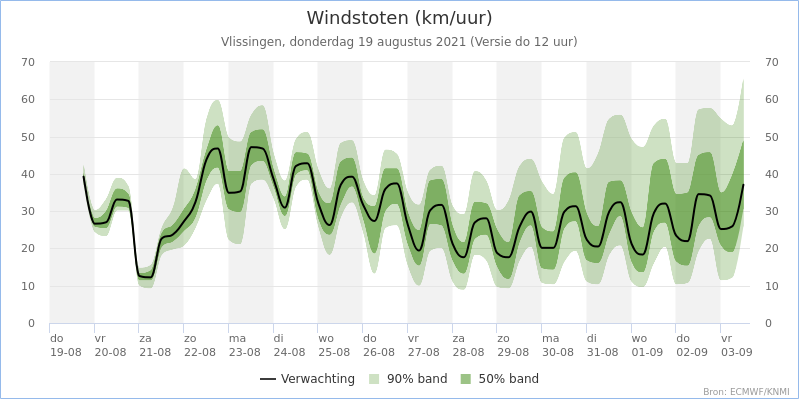 Windstoten (km/uur)
Vlissingen, donderdag 19 augustus 2021 (Versie do 12 uur)
70 70
60 60
50 50
40 40
30 30
20 20
10 10
0 0
do vr za zo ma di wo do vr za zo ma di wo do vr
19-08 20-08 21-08 22-08 23-08 24-08 25-08 26-08 27-08 28-08 29-08 30-08 31-08 01-09 02-09 03-09
Verwachting 90% band 50% band
Bron: ECMWF/KNMI